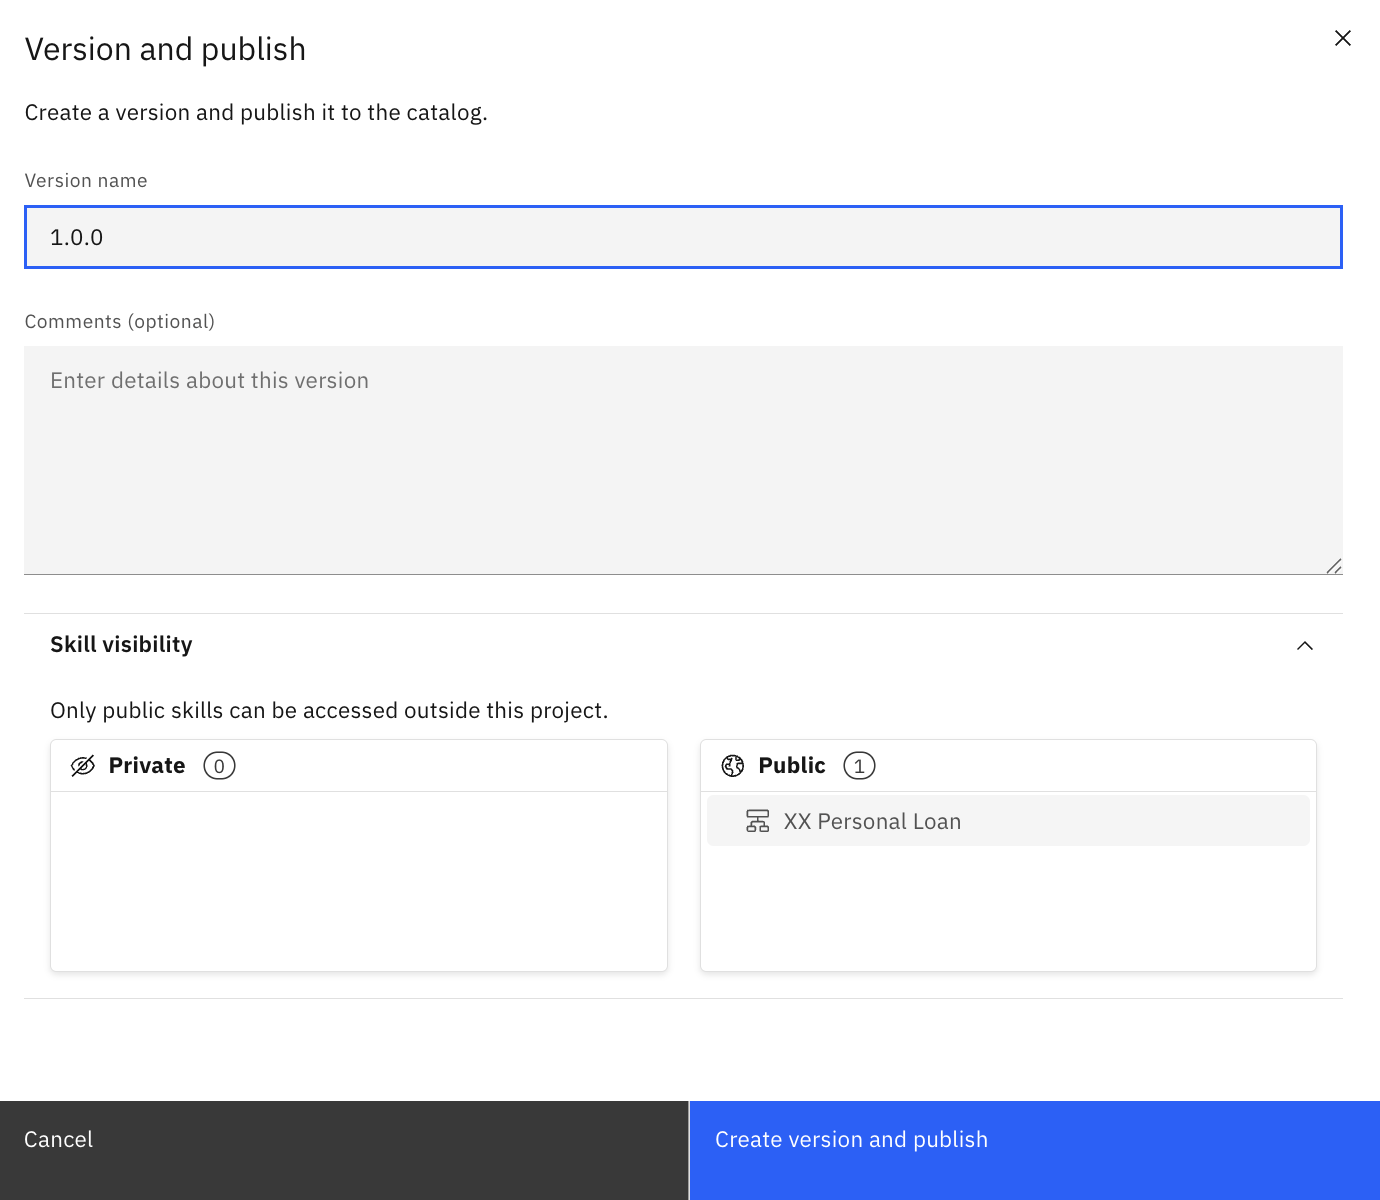 Version and publish
Create a version and publish it to the catalog.
Version name
1.0.0
Comments (optional)
Enter details about this version
Skill visibility
Only public skills can be accessed outside this project.
Private 0
Public 1
XX Personal Loan
Cancel
Create version and publish